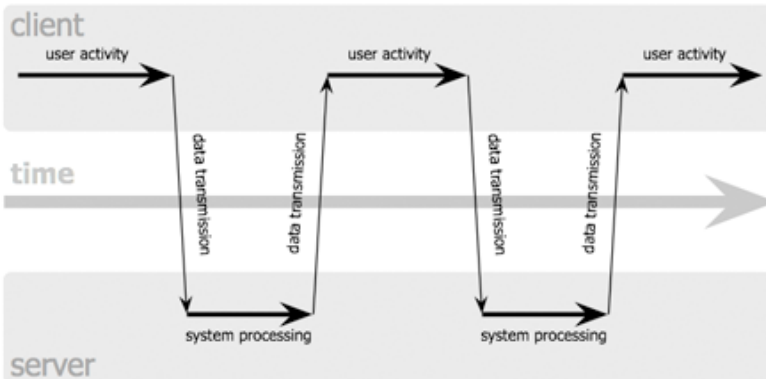 client
user activity
user activity
user activity
data transmission
data transmission
data transmission
data transmission
time
system processing
system processing
server